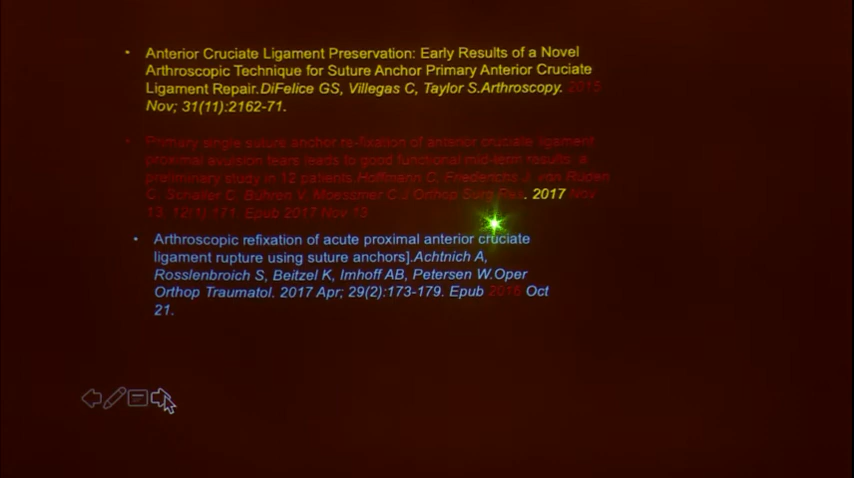 • Anterior Cruciate Ligament Preservation: Early Results of a Novel
Arthroscopic Technique for Suture Anchor Primary Anterior Cruciate
Ligament Repair.DiFelice GS, Villegas C, Taylor S.Arthroscopy. 2015
Nov; 31(11):2162-71.
• Primary single suture anchor re-fixation of anterior cruciate ligament
proximal avulsion tears leads to good functional mid-term results: a
preliminary study in 12 patients.Hoffmann C, Friederichs J, von Rüden
C, Schaller C, Bühren V, Moessmer C.J Orthop Surg Res. 2017 Nov
13; 12(1):171. Epub 2017 Nov 13
• Arthroscopic refixation of acute proximal anterior cruciate
ligament rupture using suture anchors].Achtnich A,
Rosslenbroich S, Beitzel K, Imhoff AB, Petersen W.Oper
Orthop Traumatol. 2017 Apr; 29(2):173-179. Epub 2016 Oct
21.